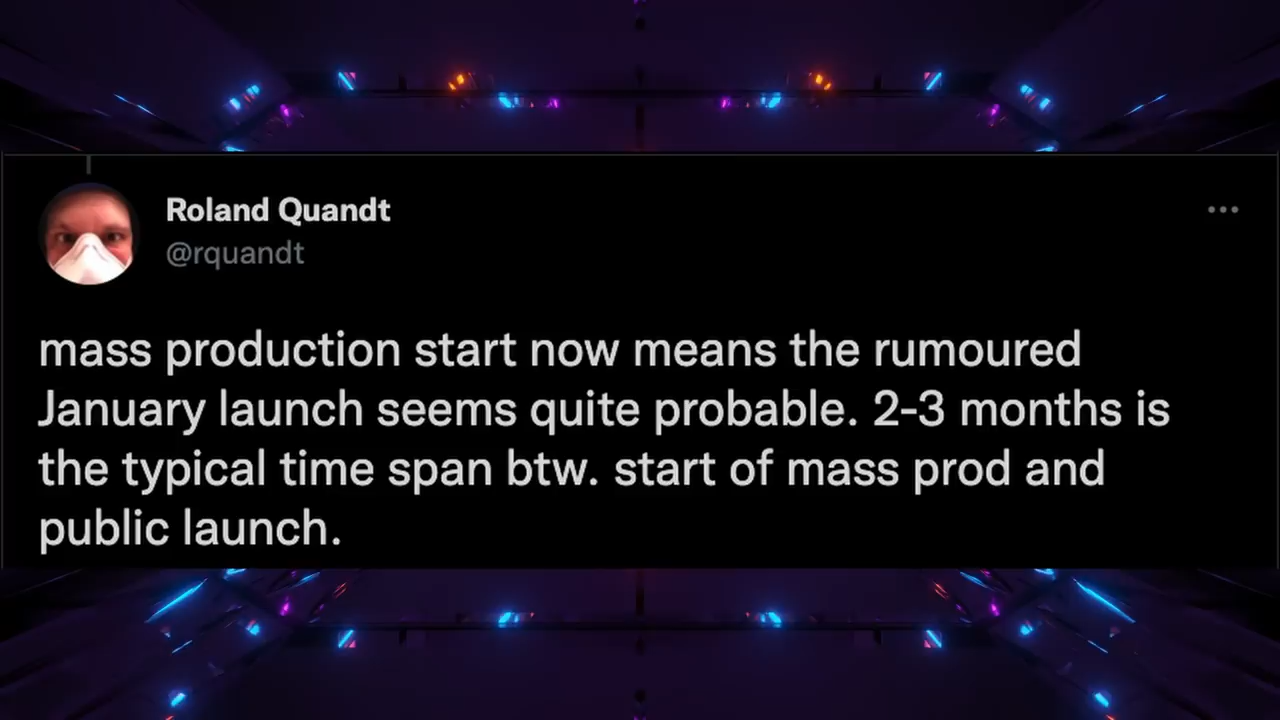 Roland Quandt
@rquandt
mass production start now means the rumoured
January launch seems quite probable. 2-3 months is
the typical time span btw. start of mass prod and
public launch.